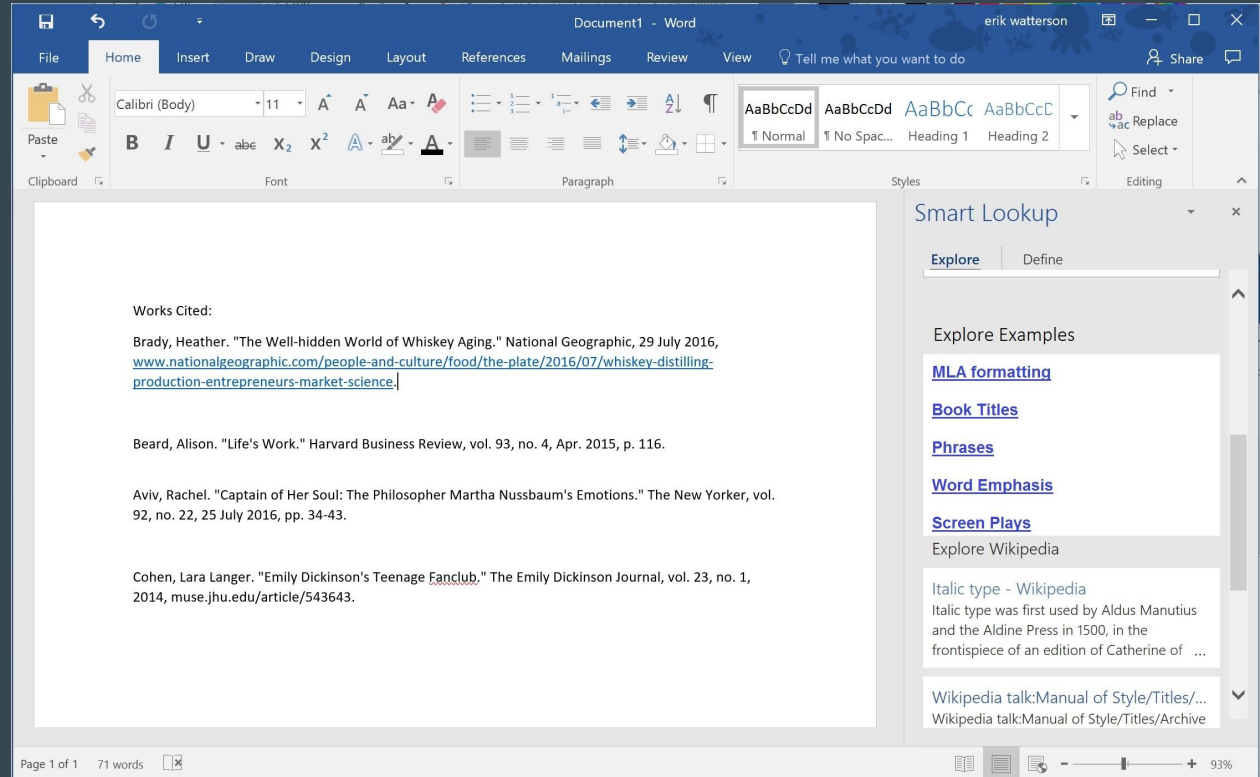 Document1 - Word
erik watterson
File Home Insert Draw Design Layout References Mailings Review View Tell me what you want to do Share
Paste
Clipboard
Calibri (Body) 11 A A Aa A
B I U abc X2 X2 A aby A
Font
A Z ¶
Paragraph
AaBbCcDd AaBbCcDd AaBbCc AaBbCcD
¶ Normal ¶ No Spac... Heading 1 Heading 2
Styles
Find
abac Replace
Select
Editing
Works Cited:
Brady, Heather. "The Well-hidden World of Whiskey Aging." National Geographic, 29 July 2016,
www.nationalgeographic.com/people-and-culture/food/the-plate/2016/07/whiskey-distilling-
production-entrepreneurs-market-science.
Beard, Alison. "Life's Work." Harvard Business Review, vol. 93, no. 4, Apr. 2015, p. 116.
Aviv, Rachel. "Captain of Her Soul: The Philosopher Martha Nussbaum's Emotions." The New Yorker, vol.
92, no. 22, 25 July 2016, pp. 34-43.
Cohen, Lara Langer. "Emily Dickinson's Teenage Fanclub." The Emily Dickinson Journal, vol. 23, no. 1,
2014, muse.jhu.edu/article/543643.
Smart Lookup
Explore Define
Explore Examples
MLA formatting
Book Titles
Phrases
Word Emphasis
Screen Plays
Explore Wikipedia
Italic type - Wikipedia
Italic type was first used by Aldus Manutius
and the Aldine Press in 1500, in the
frontispiece of an edition of Catherine of ...
Wikipedia talk:Manual of Style/Titles/...
Wikipedia talk:Manual of Style/Titles/Archive
Page 1 of 1 71 words
- + 93%